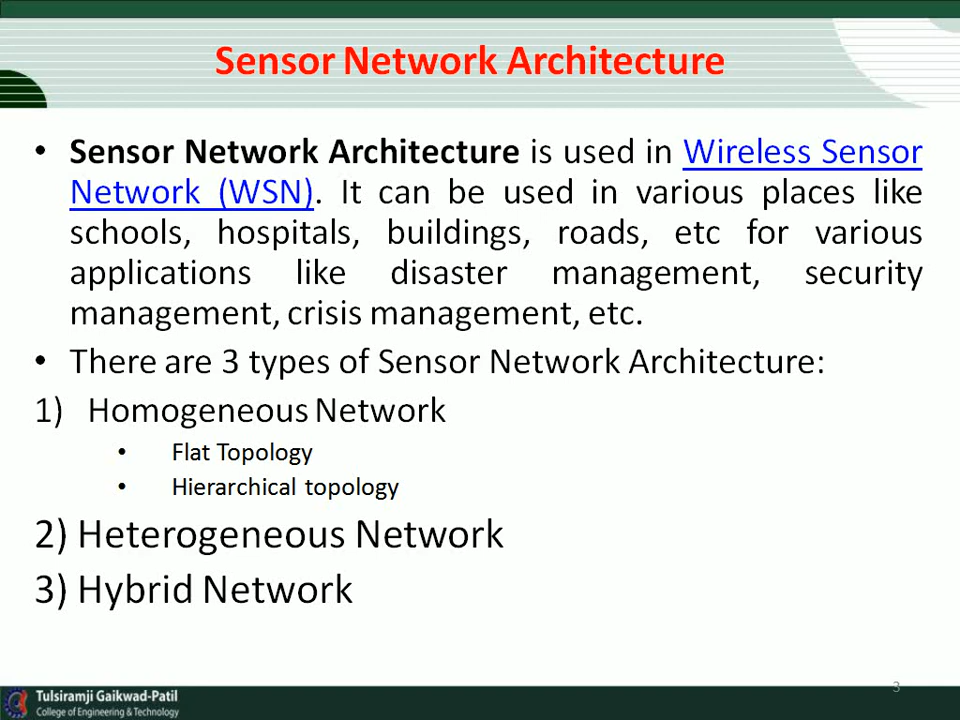 Sensor Network Architecture
• Sensor Network Architecture is used in Wireless Sensor
Network (WSN). It can be used in various places like
schools, hospitals, buildings, roads, etc for various
applications like disaster management, security
management, crisis management, etc.
• There are 3 types of Sensor Network Architecture:
1) Homogeneous Network
• Flat Topology
• Hierarchical topology
2) Heterogeneous Network
3) Hybrid Network
3
Tulsiramji Gaikwad-Patil
College of Engineering & Technology